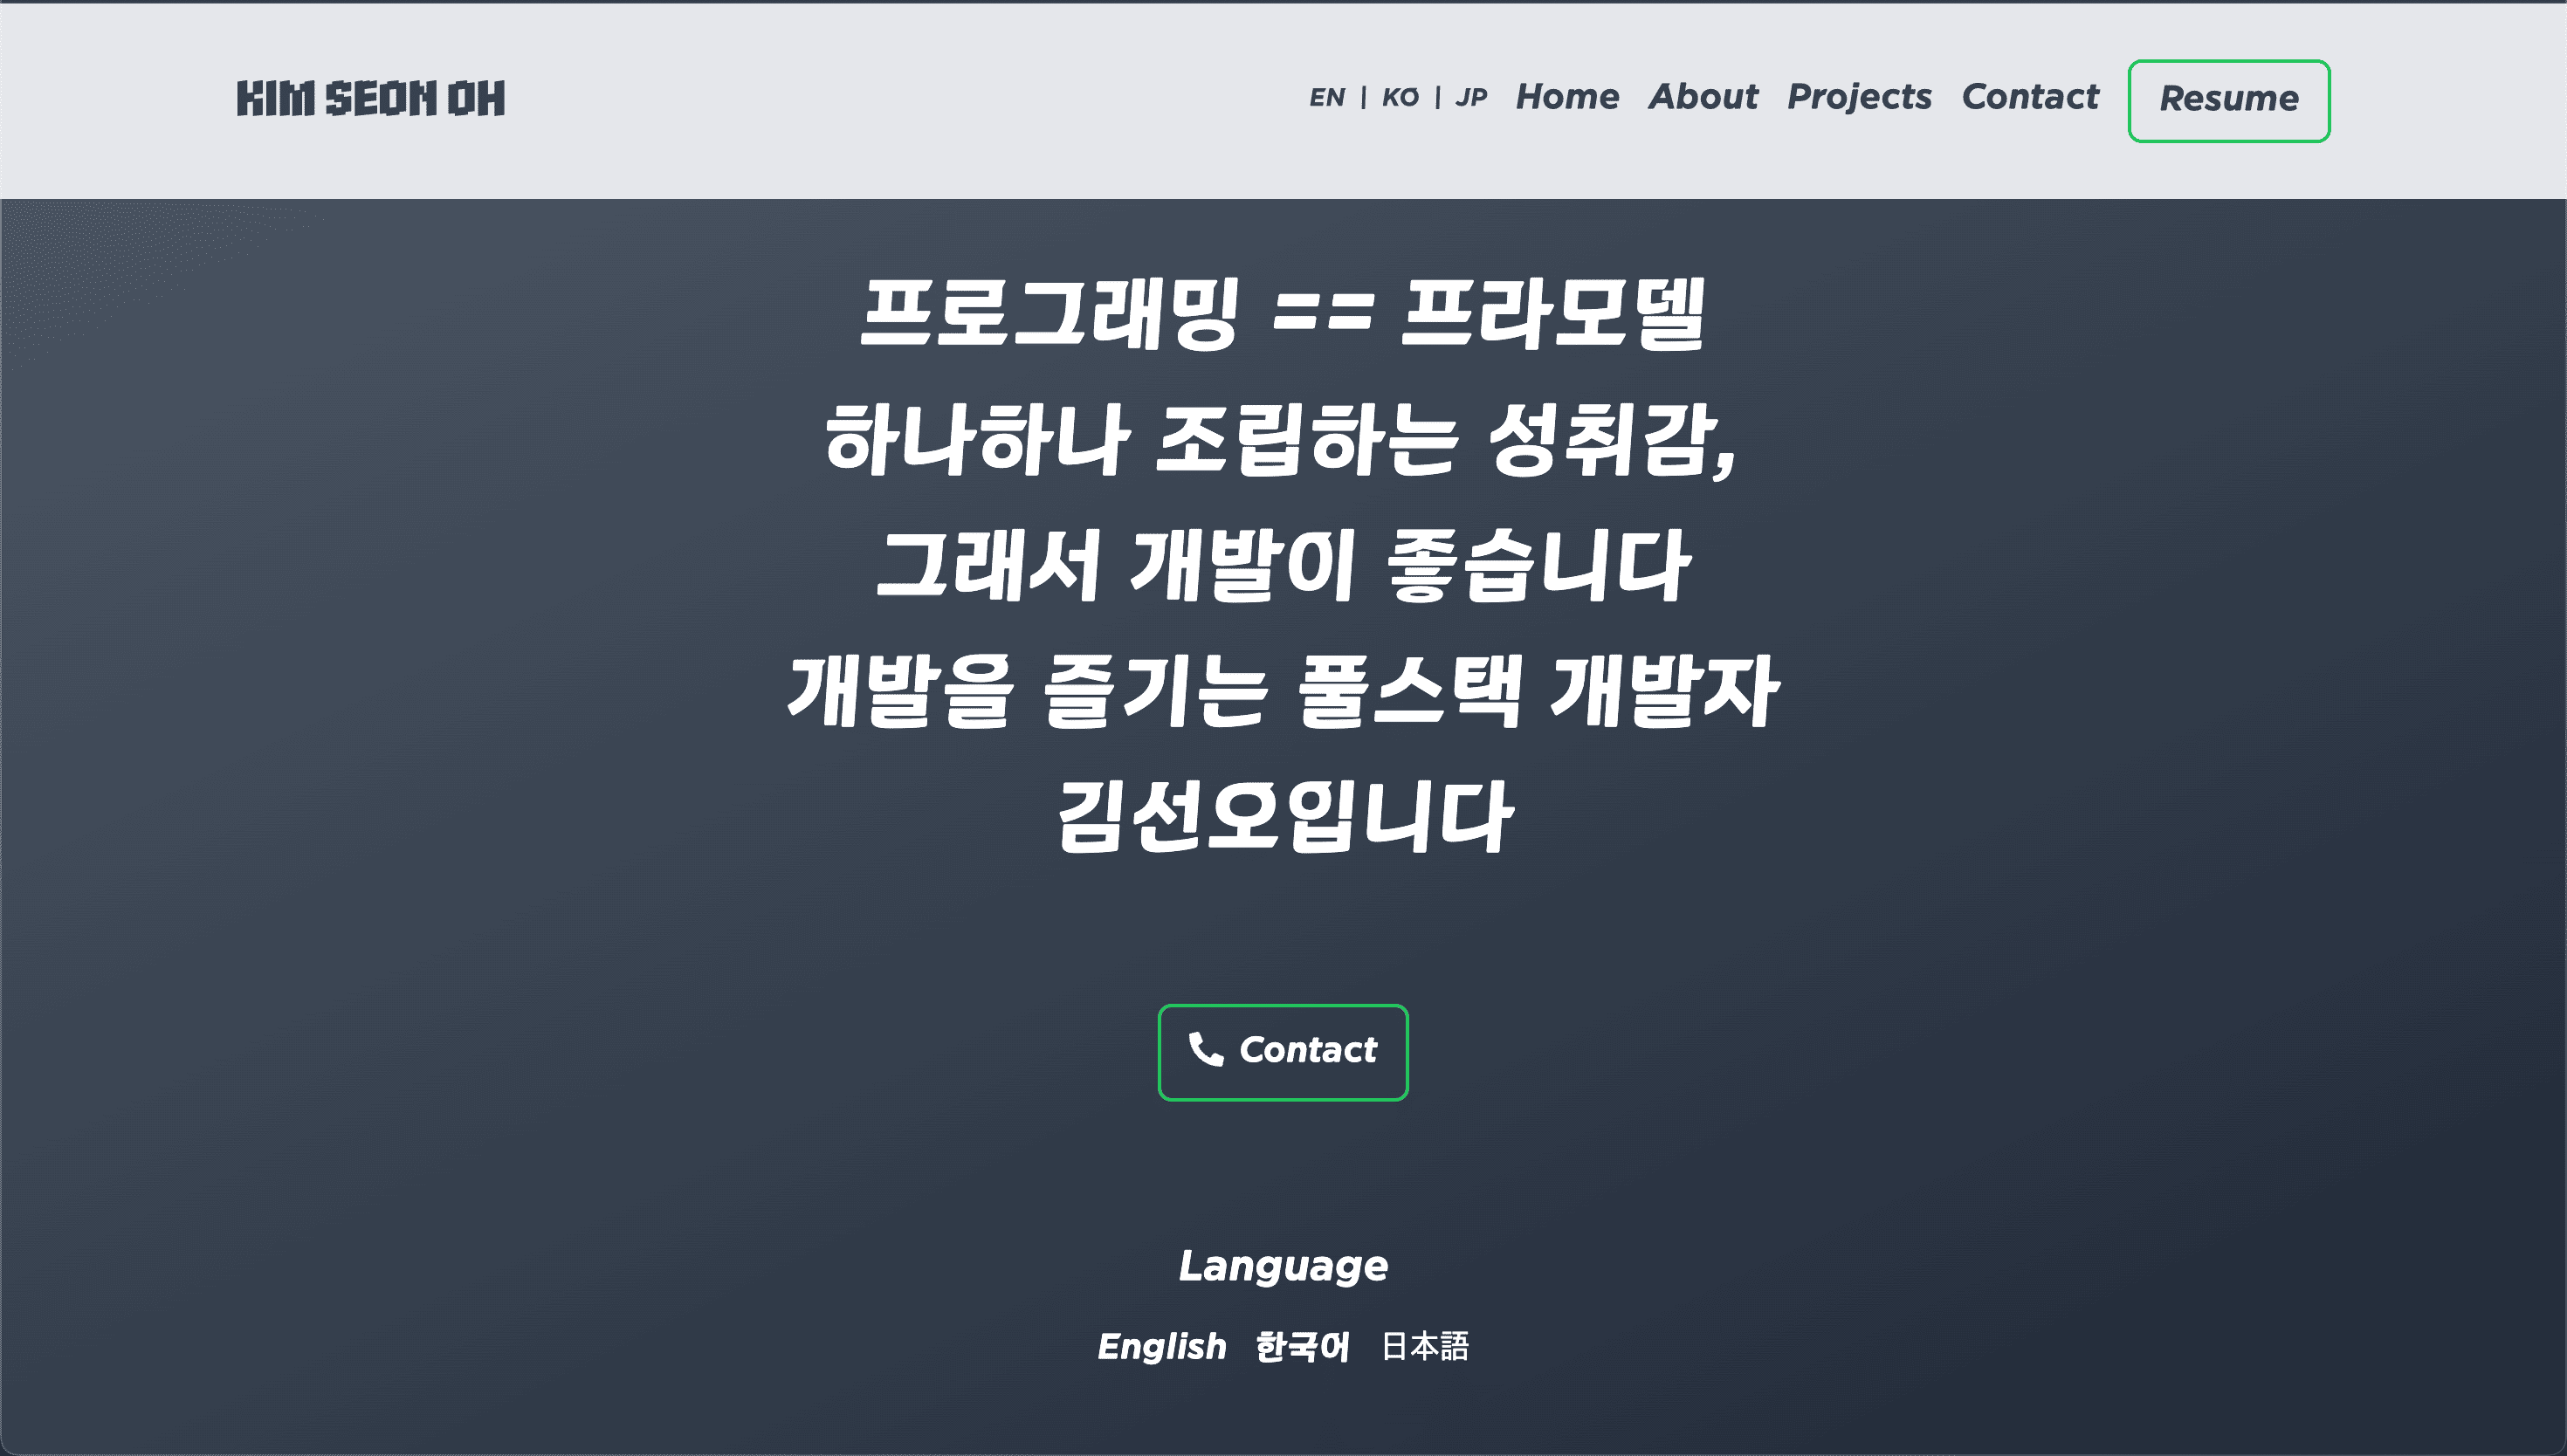 KIM SEON OH
EN | KO | JP Home About Projects Contact Resume
프로그래밍 == 프라모델
하나하나 조립하는 성취감,
그래서 개발이 좋습니다
개발을 즐기는 풀스택 개발자
김선오입니다
Contact
Language
English 한국어 日本語